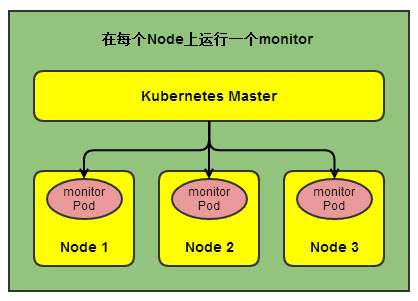 在每个Node上运行一个monitor
Kubernetes Master
monitor
Pod
Node 1
monitor
Pod
Node 2
monitor
Pod
Node 3